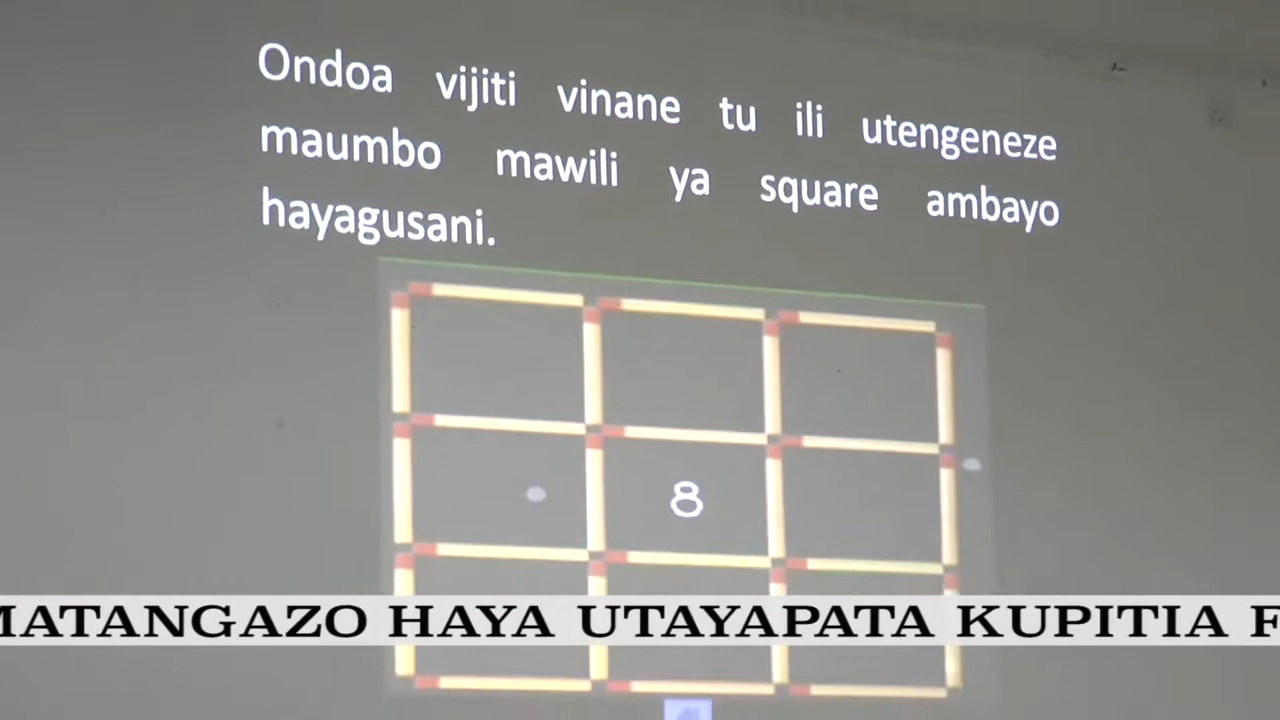 Ondoa vijiti vinane tu ili utengeneze
maumbo mawili ya square ambayo
hayagusani.
8
MATANGAZO HAYA UTAYAPATA KUPITIA F